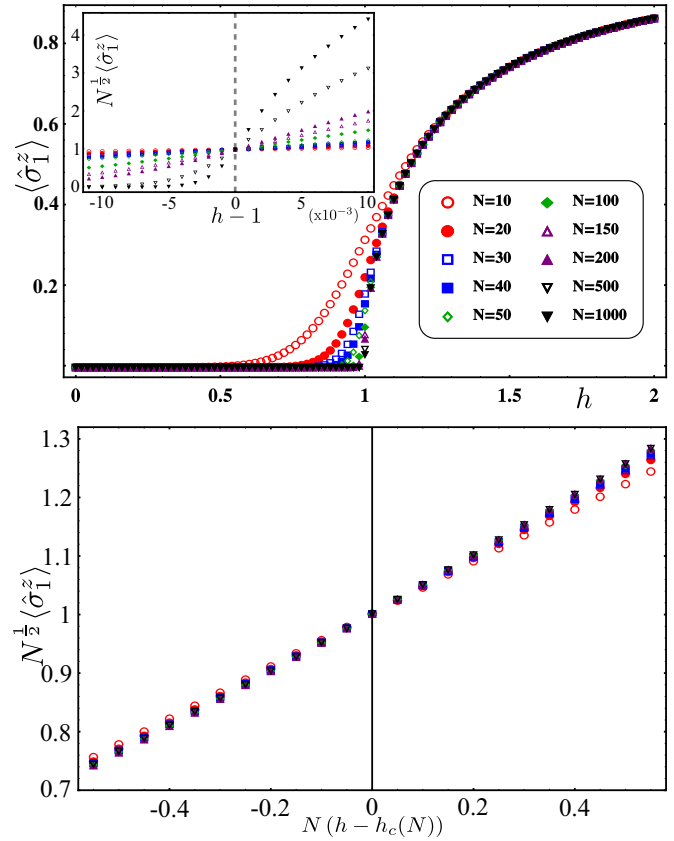 0.8
0.6
0.4
0.2
⟨σ̂₁ᶻ⟩
N^{1/2}⟨σ̂₁ᶻ⟩
4
3
2
1
0
-10 -5 0 5 10
h − 1 (x10⁻³)
N=10 N=100
N=20 N=150
N=30 N=200
N=40 N=500
N=50 N=1000
0 0.5 1 1.5 h 2
1.3
1.2
1.1
1
0.9
0.8
0.7
N^{1/2}⟨σ̂₁ᶻ⟩
-0.4 -0.2 0 0.2 0.4
N (h − h_c(N))